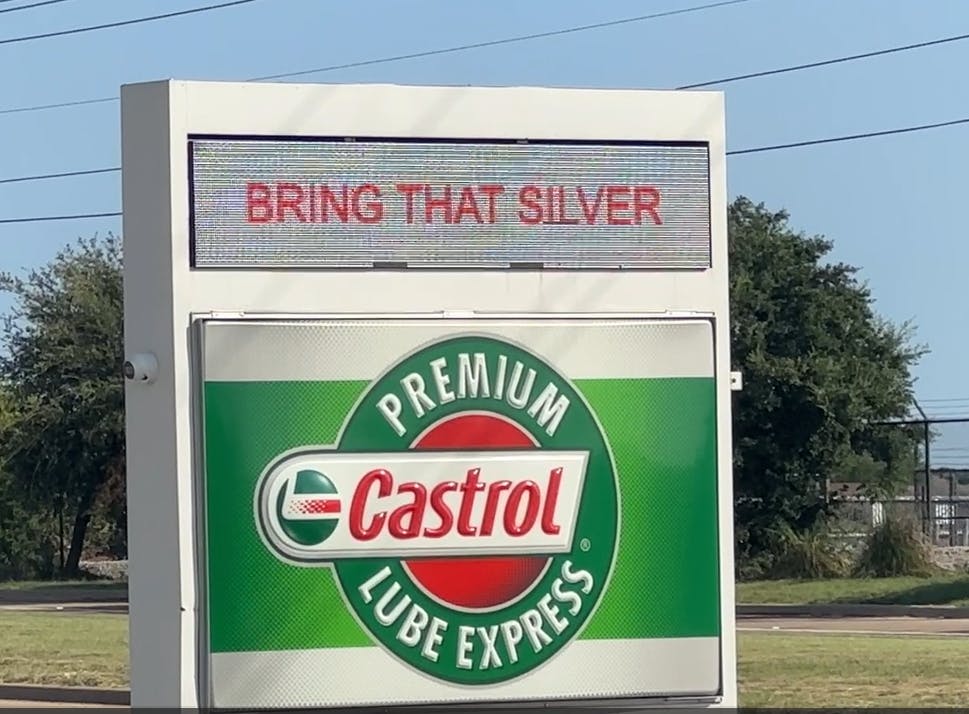 BRING THAT SILVER
PREMIUM
Castrol
®
LUBE EXPRESS